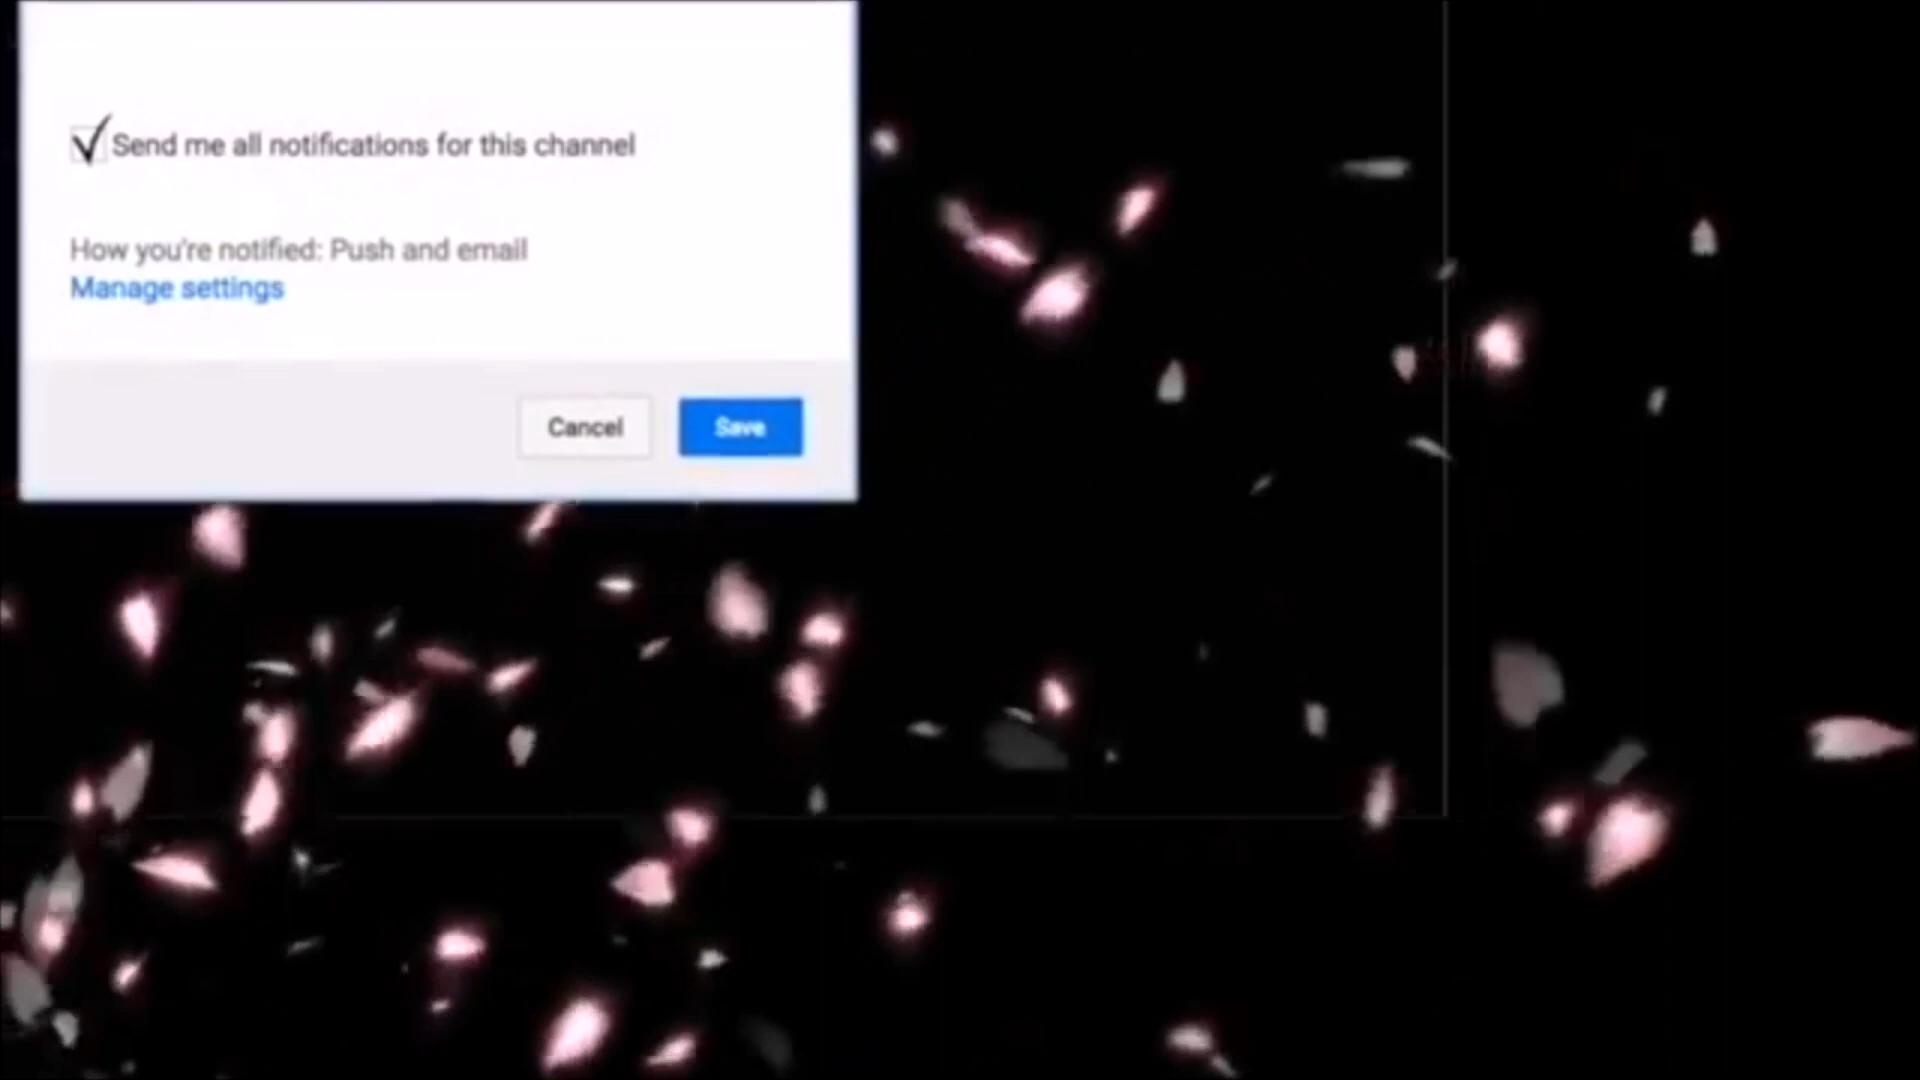 Send me all notifications for this channel
How you're notified: Push and email
Manage settings
Cancel Save